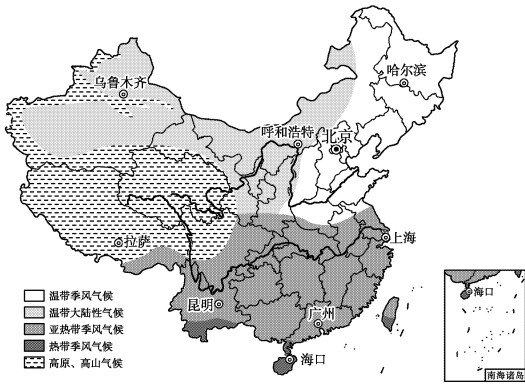 哈尔滨
乌鲁木齐
呼和浩特
北京
拉萨
上海
昆明
广州
海口
海口
南海诸岛
温带季风气候
温带大陆性气候
亚热带季风气候
热带季风气候
高原、高山气候